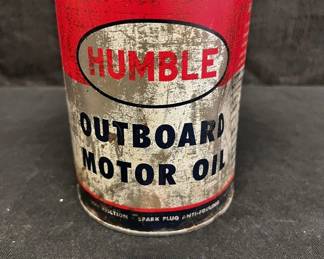 HUMBLE
OUTBOARD
MOTOR OIL
SPARK PLUG ANTI-FOULING